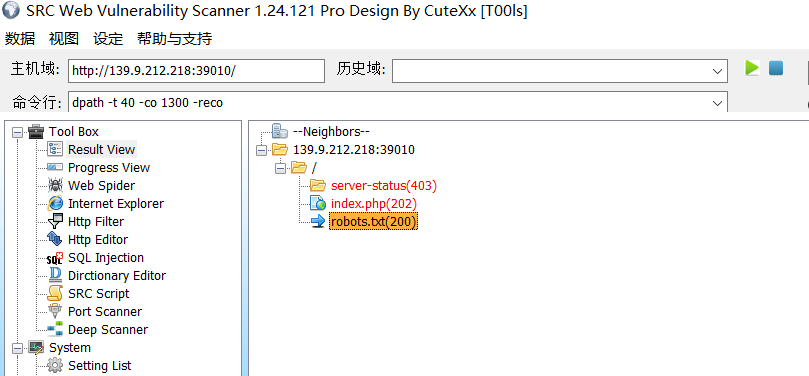 SRC Web Vulnerability Scanner 1.24.121 Pro Design By CuteXx [T00ls]
数据 视图 设定 帮助与支持
主机域: http://139.9.212.218:39010/ 历史域:
命令行: dpath -t 40 -co 1300 -reco
Tool Box
Result View
Progress View
Web Spider
Internet Explorer
Http Filter
Http Editor
SQL SQL Injection
Dirctionary Editor
SRC Script
Port Scanner
Deep Scanner
System
Setting List
--Neighbors--
139.9.212.218:39010
/
server-status(403)
index.php(202)
robots.txt(200)